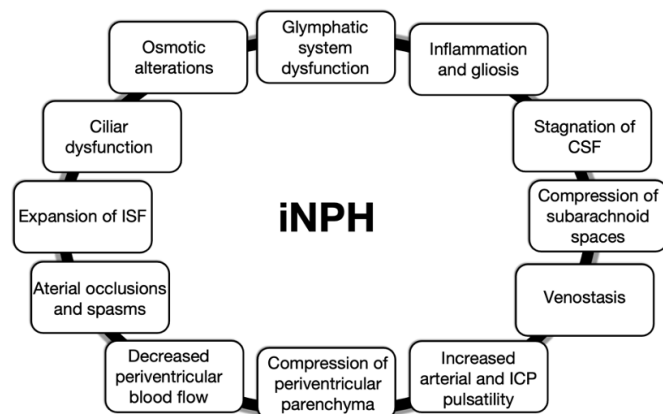 Glymphatic
system
dysfunction
Osmotic
alterations
Inflammation
and gliosis
Ciliar
dysfunction
Stagnation of
CSF
Expansion of ISF
iNPH
Compression of
subarachnoid
spaces
Aterial occlusions
and spasms
Venostasis
Decreased
periventricular
blood flow
Compression of
periventricular
parenchyma
Increased
arterial and ICP
pulsatility